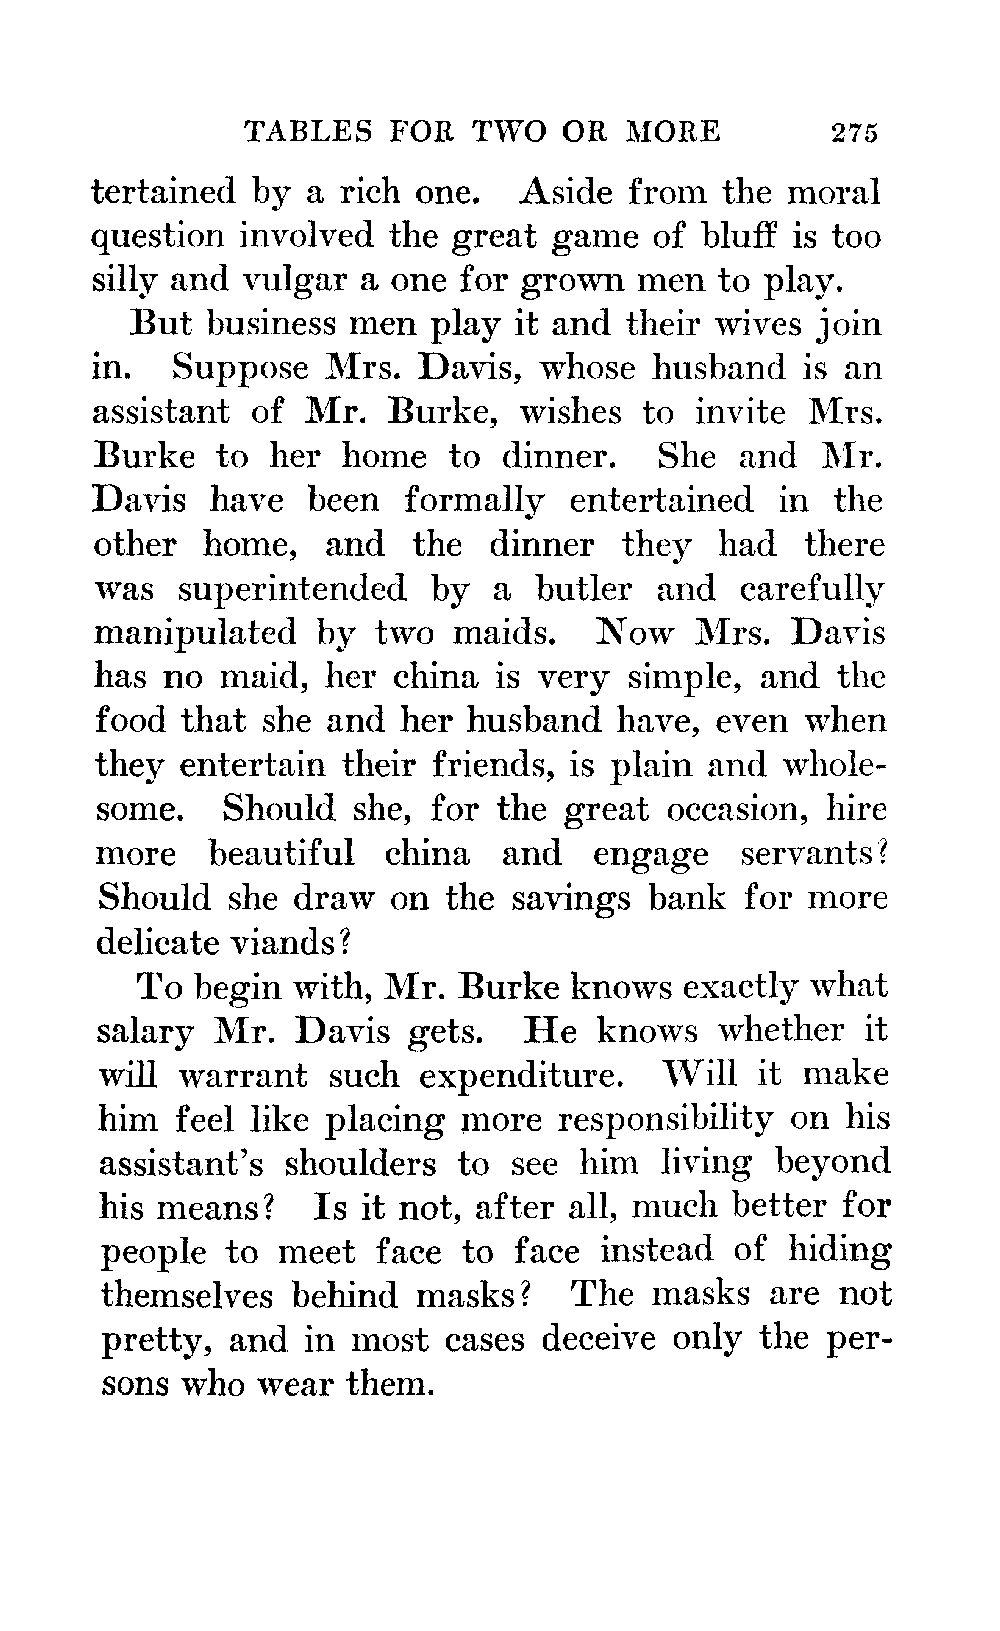 TABLES FOR TWO OR MORE 275
tertained by a rich one. Aside from the moral
question involved the great game of bluff is too
silly and vulgar a one for grown men to play.
But business men play it and their wives join
in. Suppose Mrs. Davis, whose husband is an
assistant of Mr. Burke, wishes to invite Mrs.
Burke to her home to dinner. She and Mr.
Davis have been formally entertained in the
other home, and the dinner they had there
was superintended by a butler and carefully
manipulated by two maids. Now Mrs. Davis
has no maid, her china is very simple, and the
food that she and her husband have, even when
they entertain their friends, is plain and whole-
some. Should she, for the great occasion, hire
more beautiful china and engage servants?
Should she draw on the savings bank for more
delicate viands?
To begin with, Mr. Burke knows exactly what
salary Mr. Davis gets. He knows whether it
will warrant such expenditure. Will it make
him feel like placing more responsibility on his
assistant's shoulders to see him living beyond
his means? Is it not, after all, much better for
people to meet face to face instead of hiding
themselves behind masks? The masks are not
pretty, and in most cases deceive only the per-
sons who wear them.